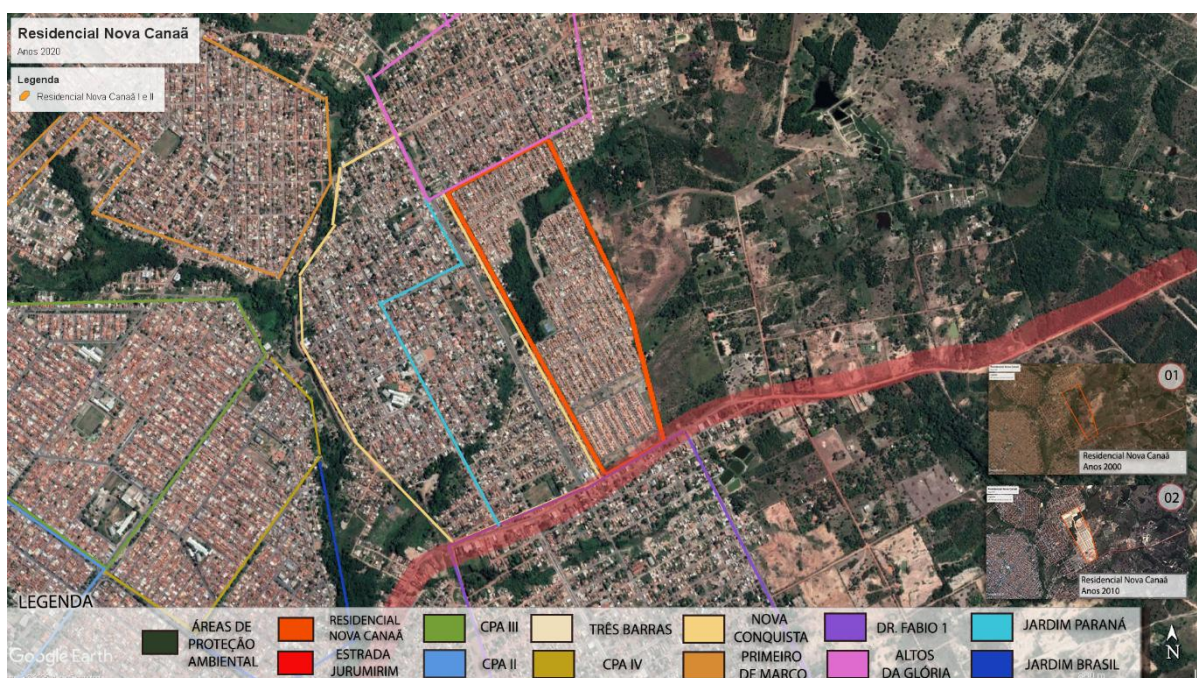 Residencial Nova Canaã
Anos 2020
Legenda
Residencial Nova Canaã I e II
01
Residencial Nova Canaã
Anos 2000
02
Residencial Nova Canaã
Anos 2010
LEGENDA
ÁREAS DE
PROTEÇÃO
AMBIENTAL
RESIDENCIAL
NOVA CANAÃ
ESTRADA
JURUMIRIM
CPA III
CPA II
TRÊS BARRAS
CPA IV
NOVA
CONQUISTA
PRIMEIRO
DE MARÇO
DR. FABIO 1
ALTOS
DA GLÓRIA
JARDIM PARANÁ
JARDIM BRASIL
N
Google Earth